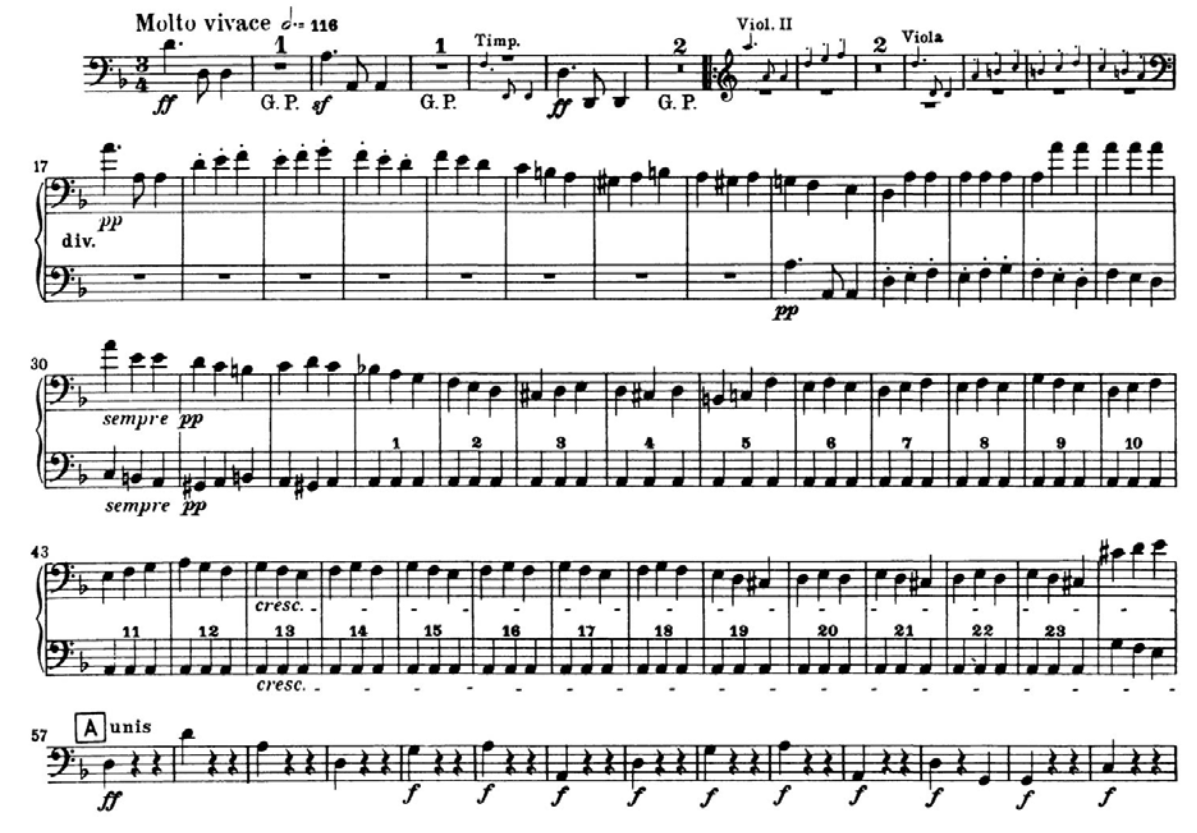 Molto vivace 𝅗𝅥. = 116
Viol. II
1 1 Timp. 2 2 Viola
3
4
ff G. P. sf G. P. ff G. P.
17
pp
div.
pp
30
sempre pp
1 2 3 4 5 6 7 8 9 10
sempre pp
43
cresc.
11 12 13 14 15 16 17 18 19 20 21 22 23
cresc.
57 A unis
ff f f f f f f f f f f